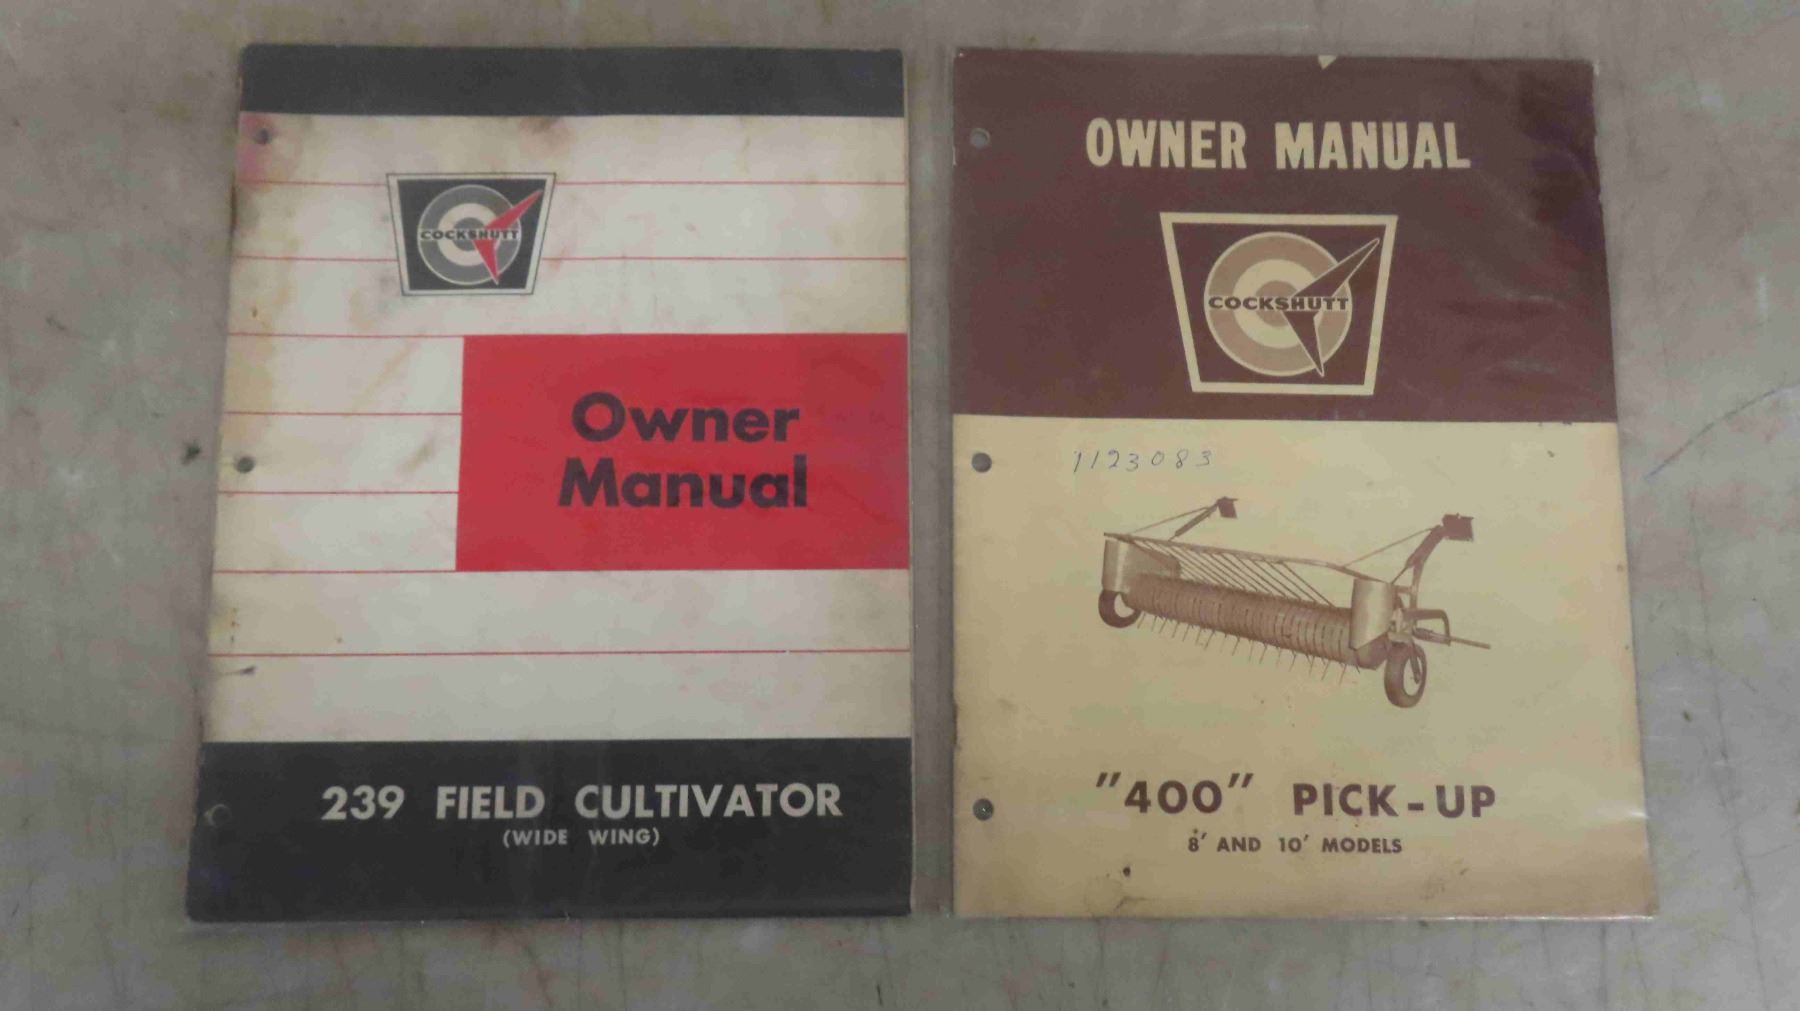 COCKSHUTT
Owner
Manual
239 FIELD CULTIVATOR
(WIDE WING)
OWNER MANUAL
COCKSHUTT
1123083
"400" PICK-UP
8' AND 10' MODELS